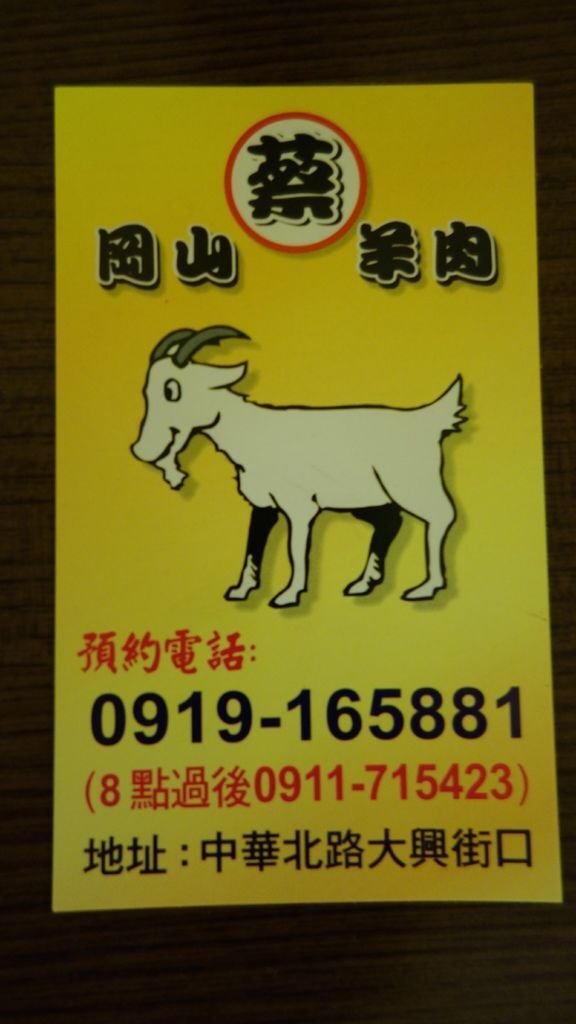 蔡
岡山 羊肉
預約電話:
0919-165881
(8 點過後0911-715423)
地址:中華北路大興街口